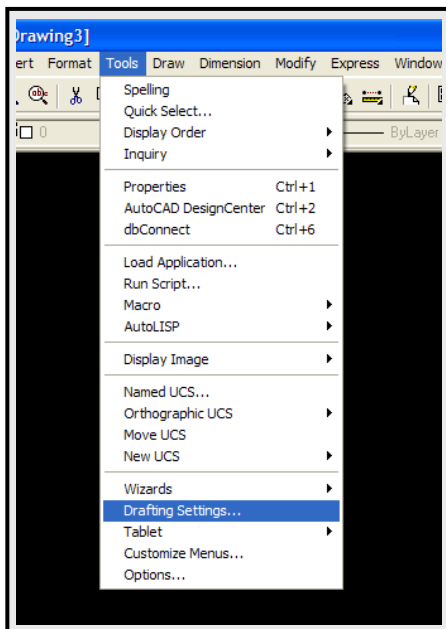 Drawing3]
ert Format Tools Draw Dimension Modify Express Window
0 ByLayer
Spelling
Quick Select...
Display Order
Inquiry
Properties Ctrl+1
AutoCAD DesignCenter Ctrl+2
dbConnect Ctrl+6
Load Application...
Run Script...
Macro
AutoLISP
Display Image
Named UCS...
Orthographic UCS
Move UCS
New UCS
Wizards
Drafting Settings...
Tablet
Customize Menus...
Options...